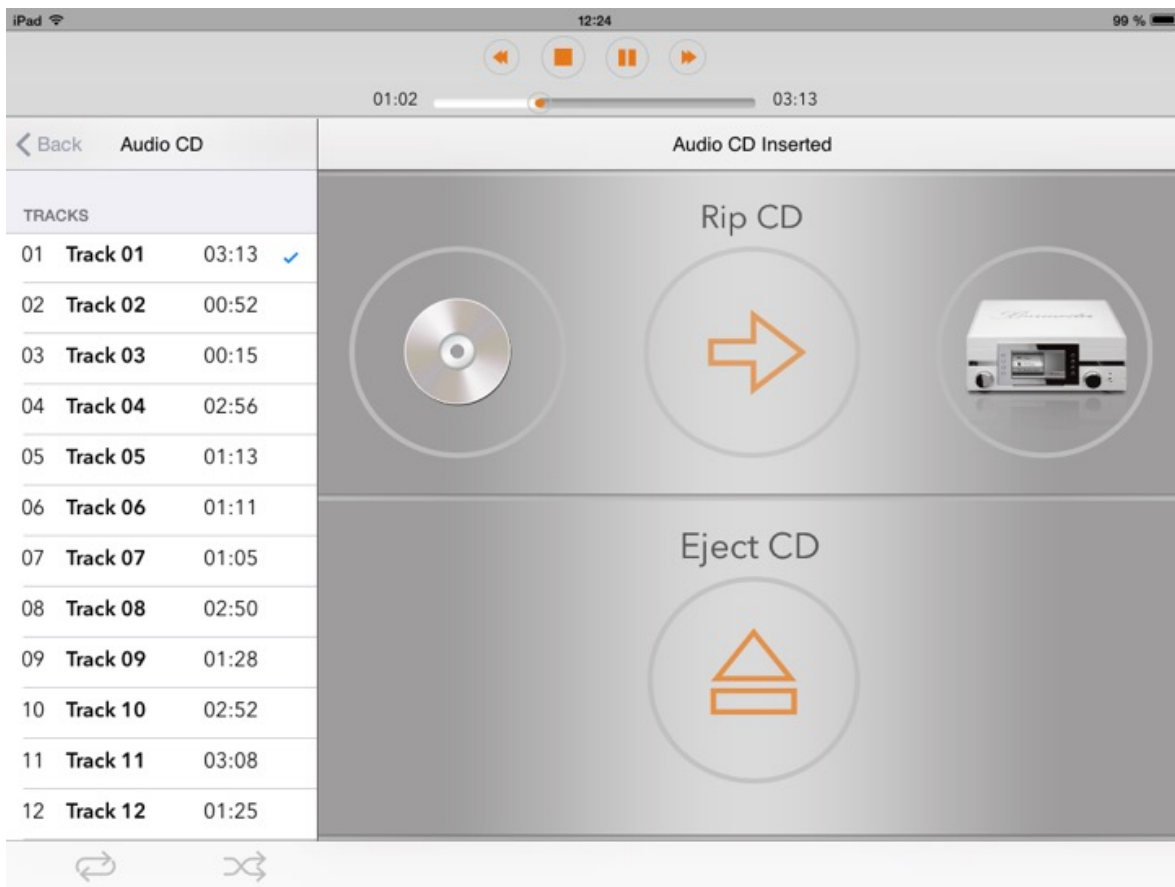 iPad 12:24 99 %
01:02 03:13
Back Audio CD Audio CD Inserted
TRACKS
01 Track 01 03:13
02 Track 02 00:52
03 Track 03 00:15
04 Track 04 02:56
05 Track 05 01:13
06 Track 06 01:11
07 Track 07 01:05
08 Track 08 02:50
09 Track 09 01:28
10 Track 10 02:52
11 Track 11 03:08
12 Track 12 01:25
Rip CD
Eject CD